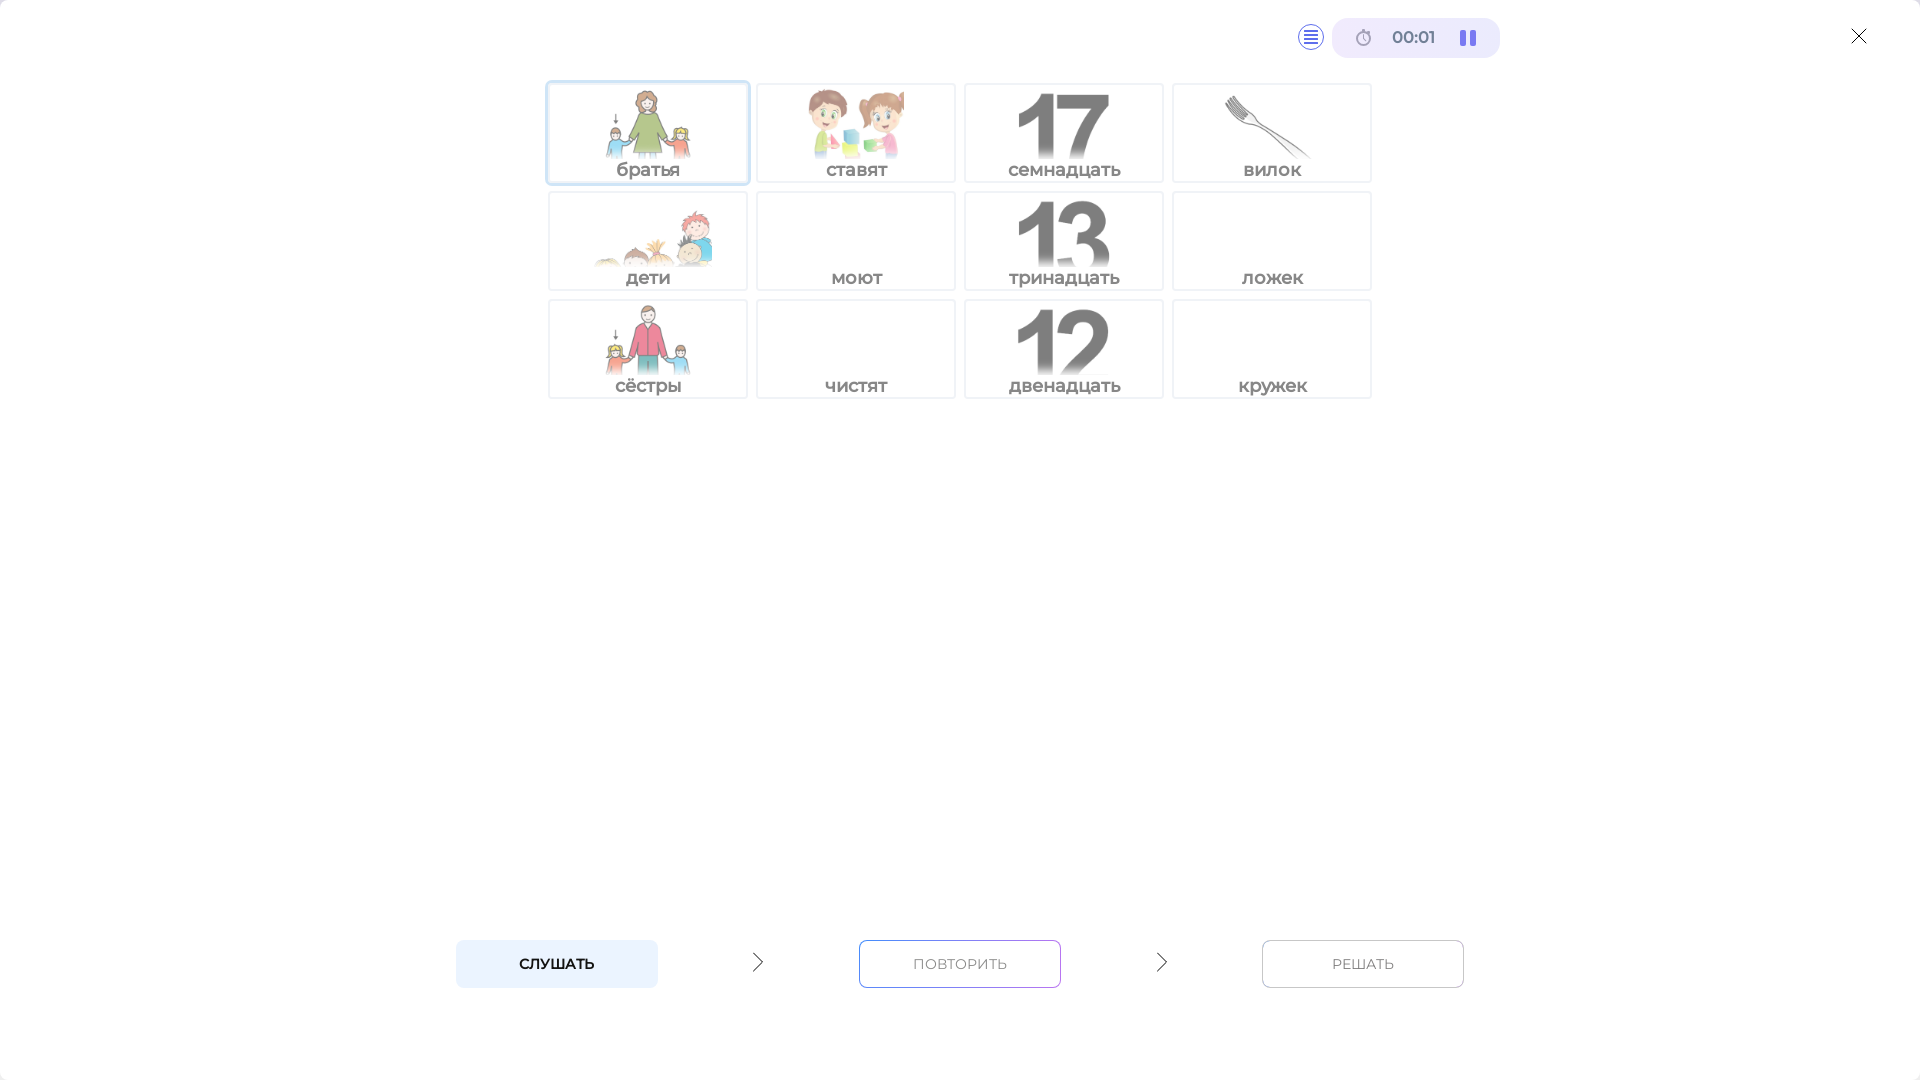 00:01
братья
ставят
17
семнадцать
вилок
дети
моют
13
тринадцать
ложек
сёстры
чистят
12
двенадцать
кружек
СЛУШАТЬ
ПОВТОРИТЬ
РЕШАТЬ